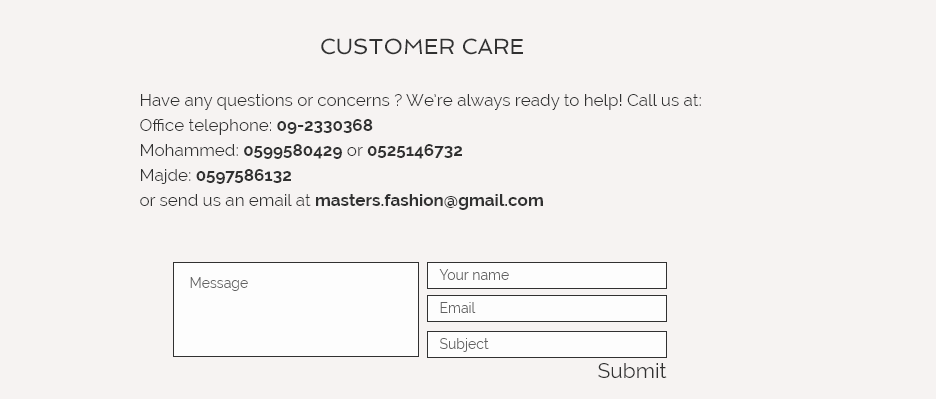 CUSTOMER CARE
Have any questions or concerns ? We're always ready to help! Call us at:
Office telephone: 09-2330368
Mohammed: 0599580429 or 0525146732
Majde: 0597586132
or send us an email at masters.fashion@gmail.com
Message
Your name
Email
Subject
Submit